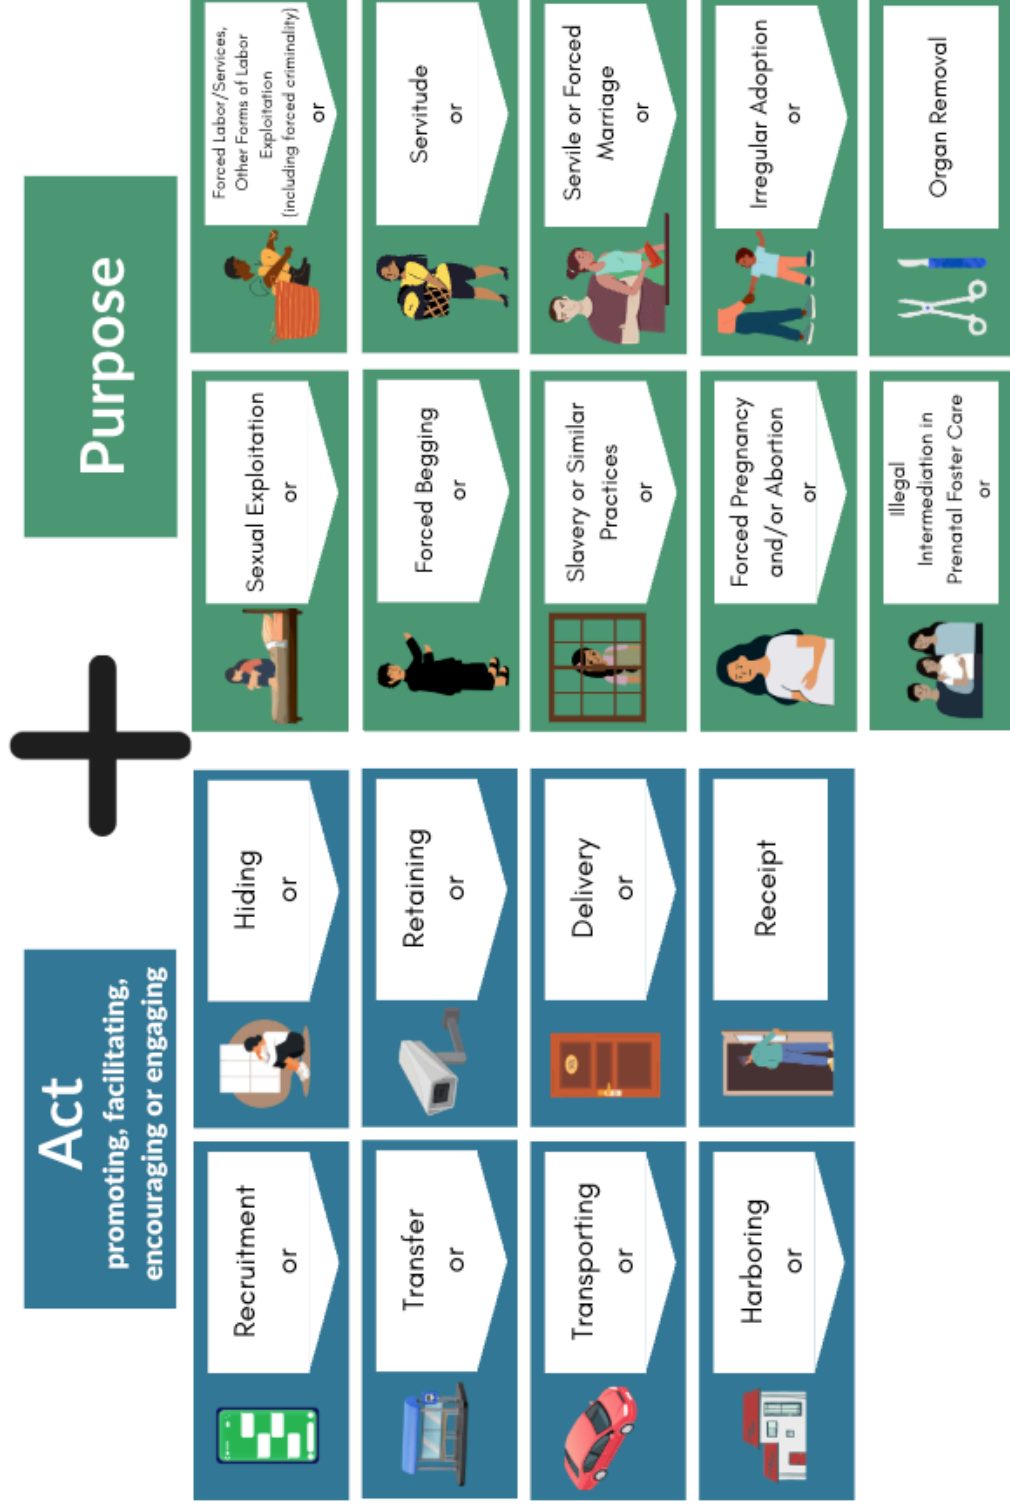 Act
promoting, facilitating,
encouraging or engaging
Recruitment
or
Hiding
or
Transfer
or
Retaining
or
Transporting
or
Delivery
or
Harboring
or
Receipt
Purpose
Sexual Exploitation
or
Forced Labor/Services,
Other Forms of Labor
Exploitation
(including forced criminality)
or
Forced Begging
or
Servitude
or
Slavery or Similar
Practices
or
Servile or Forced
Marriage
or
Forced Pregnancy
and/or Abortion
or
Irregular Adoption
or
Illegal
Intermediation in
Prenatal Foster Care
or
Organ Removal